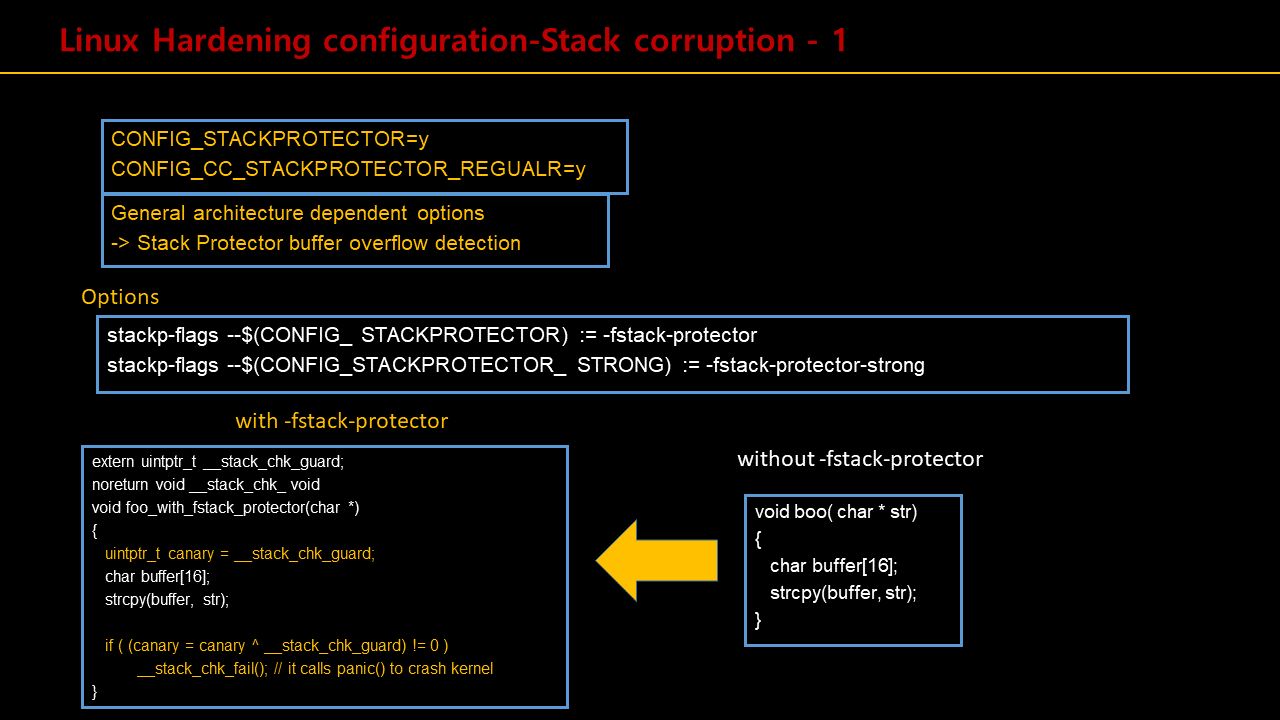 Linux Hardening configuration-Stack corruption - 1
CONFIG_STACKPROTECTOR=y
CONFIG_CC_STACKPROTECTOR_REGUALR=y
General architecture dependent options
-> Stack Protector buffer overflow detection
Options
stackp-flags --$(CONFIG_ STACKPROTECTOR) := -fstack-protector
stackp-flags --$(CONFIG_STACKPROTECTOR_ STRONG) := -fstack-protector-strong
with -fstack-protector
extern uintptr_t __stack_chk_guard;
noreturn void __stack_chk_ void
void foo_with_fstack_protector(char *)
{
uintptr_t canary = __stack_chk_guard;
char buffer[16];
strcpy(buffer, str);
if ( (canary = canary ^ __stack_chk_guard) != 0 )
__stack_chk_fail(); // it calls panic() to crash kernel
}
without -fstack-protector
void boo( char * str)
{
char buffer[16];
strcpy(buffer, str);
}